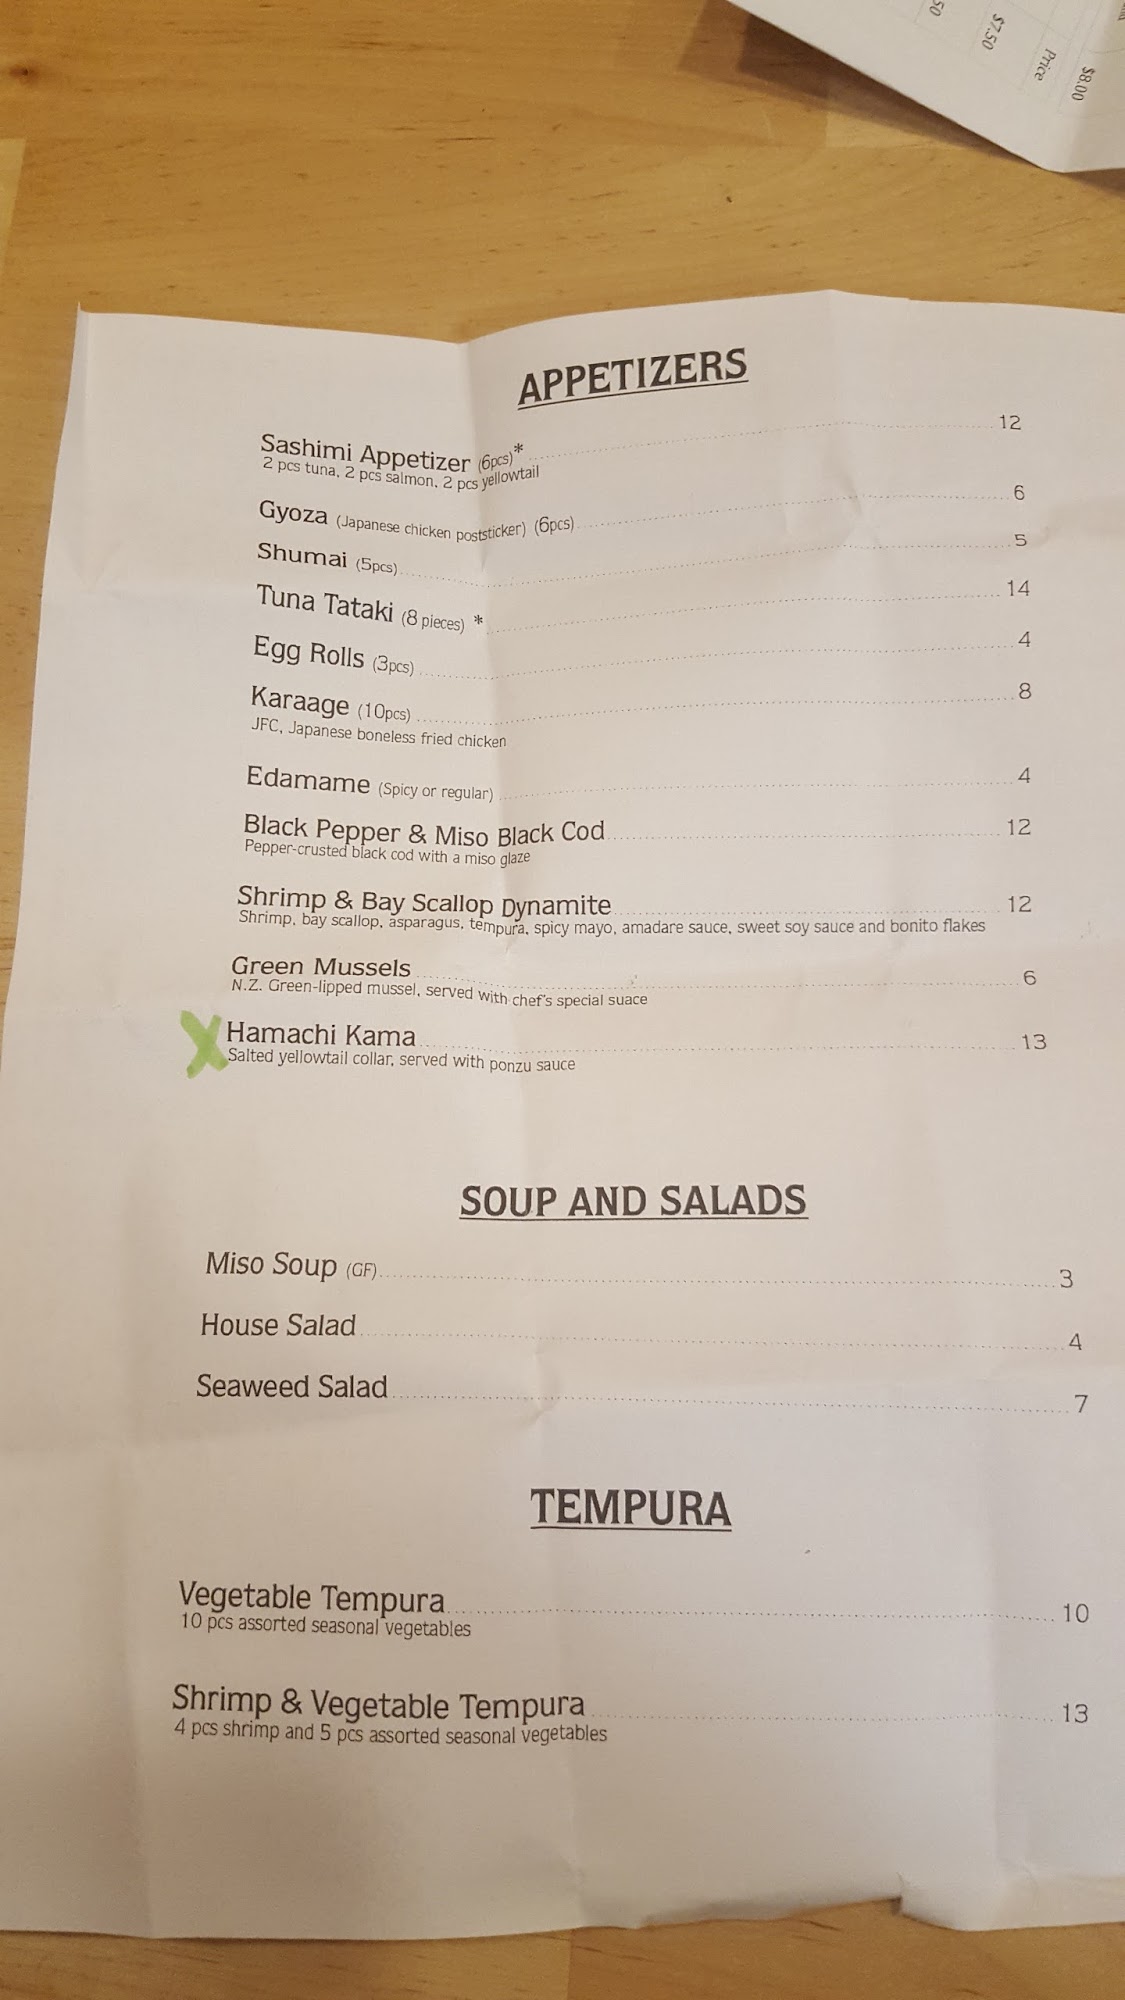 50
$7.50
Price
$8.00
APPETIZERS
Sashimi Appetizer (6pcs)* 12
2 pcs tuna, 2 pcs salmon, 2 pcs yellowtail
Gyoza (Japanese chicken poststicker) (6pcs) 6
Shumai (5pcs) 5
Tuna Tataki (8 pieces) * 14
Egg Rolls (3pcs) 4
Karaage (10pcs) 8
JFC, Japanese boneless fried chicken
Edamame (Spicy or regular) 4
Black Pepper & Miso Black Cod 12
Pepper-crusted black cod with a miso glaze
Shrimp & Bay Scallop Dynamite 12
Shrimp, bay scallop, asparagus, tempura, spicy mayo, amadare sauce, sweet soy sauce and bonito flakes
Green Mussels 6
N.Z. Green-lipped mussel, served with chef's special suace
X Hamachi Kama 13
Salted yellowtail collar, served with ponzu sauce
SOUP AND SALADS
Miso Soup (GF) 3
House Salad 4
Seaweed Salad 7
TEMPURA
Vegetable Tempura 10
10 pcs assorted seasonal vegetables
Shrimp & Vegetable Tempura 13
4 pcs shrimp and 5 pcs assorted seasonal vegetables